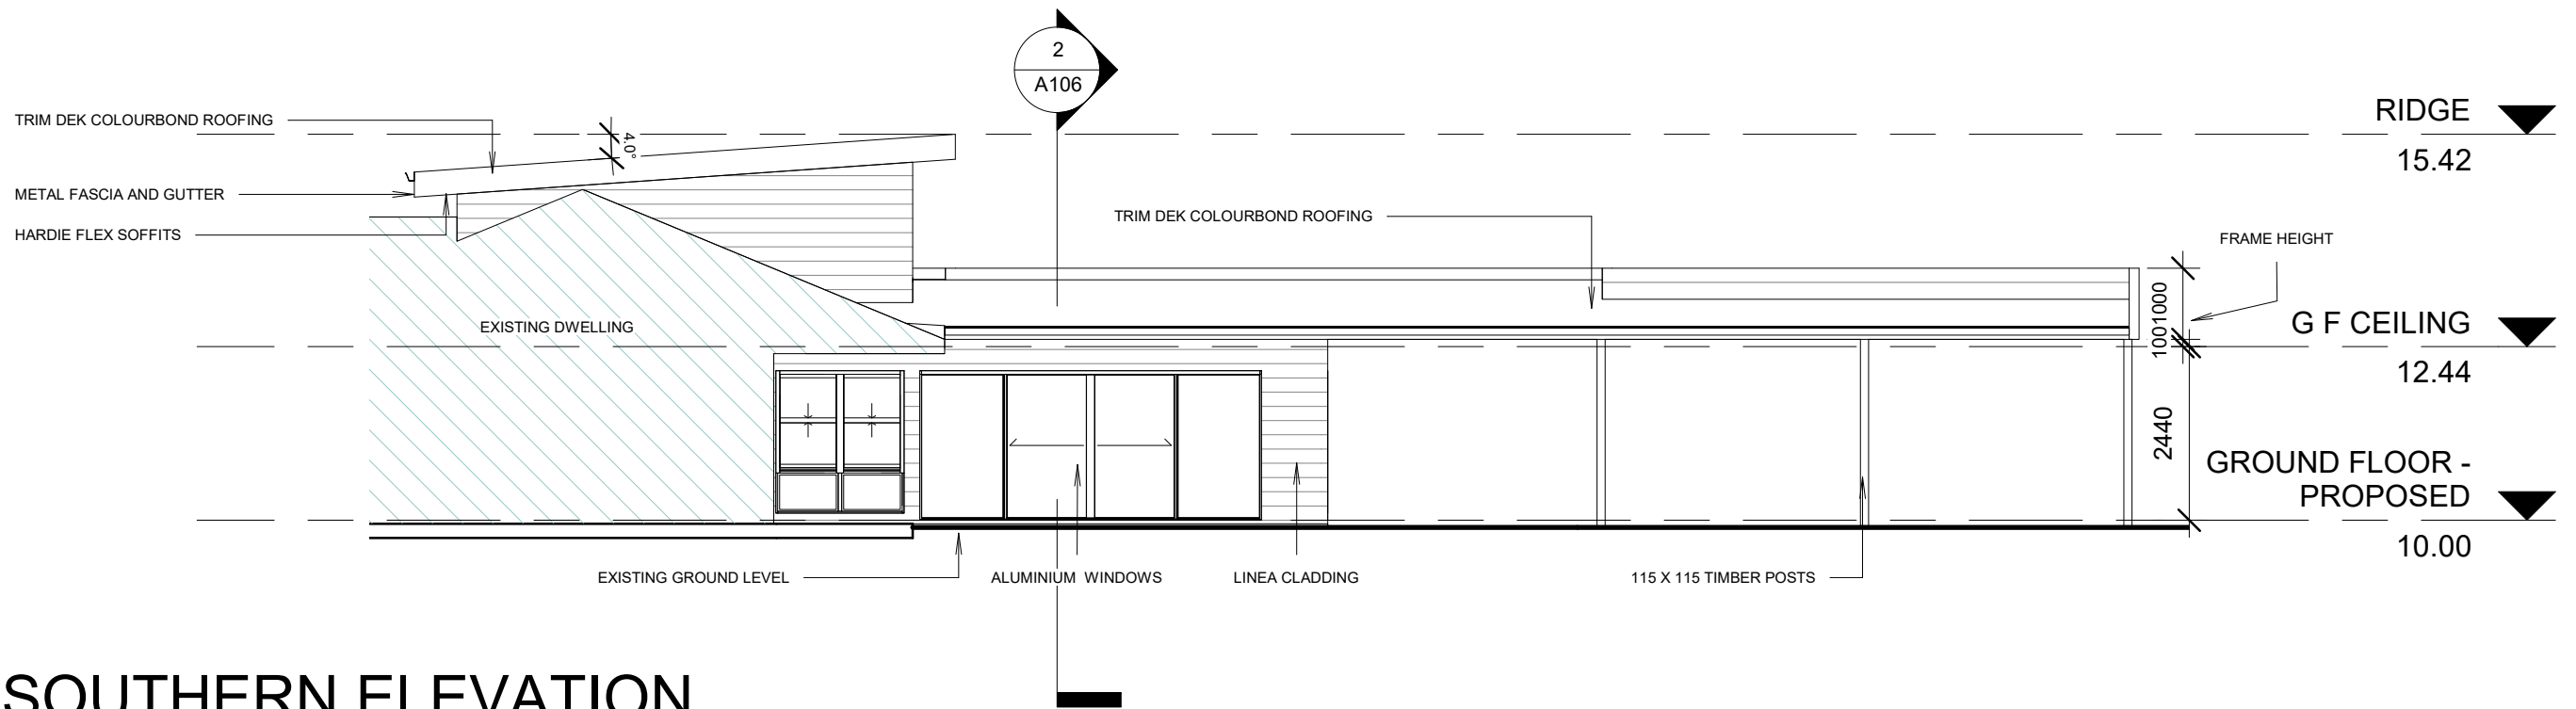 2
A106
TRIM DEK COLOURBOND ROOFING
RIDGE
4.0°
15.42
METAL FASCIA AND GUTTER
TRIM DEK COLOURBOND ROOFING
HARDIE FLEX SOFFITS
FRAME HEIGHT
1000
EXISTING DWELLING
G F CEILING
100
12.44
2440
GROUND FLOOR -
PROPOSED
10.00
EXISTING GROUND LEVEL
ALUMINIUM WINDOWS
LINEA CLADDING
115 X 115 TIMBER POSTS
SOUTHERN ELEVATION